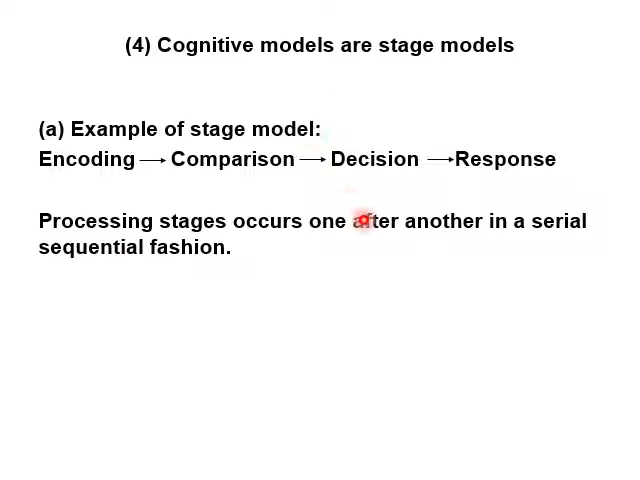 (4) Cognitive models are stage models
(a) Example of stage model:
Encoding → Comparison → Decision → Response
Processing stages occurs one after another in a serial
sequential fashion.